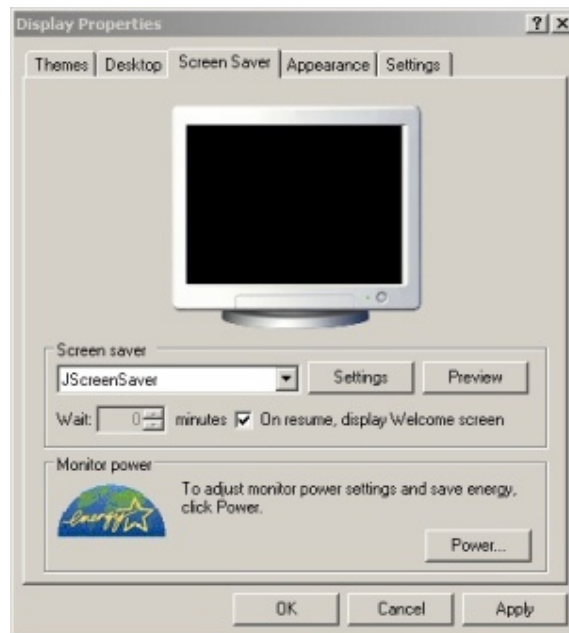 Display Properties
? ×
Themes Desktop Screen Saver Appearance Settings
Screen saver
JScreenSaver Settings Preview
Wait: 0 minutes On resume, display Welcome screen
Monitor power
To adjust monitor power settings and save energy,
click Power.
energy
Power...
OK Cancel Apply